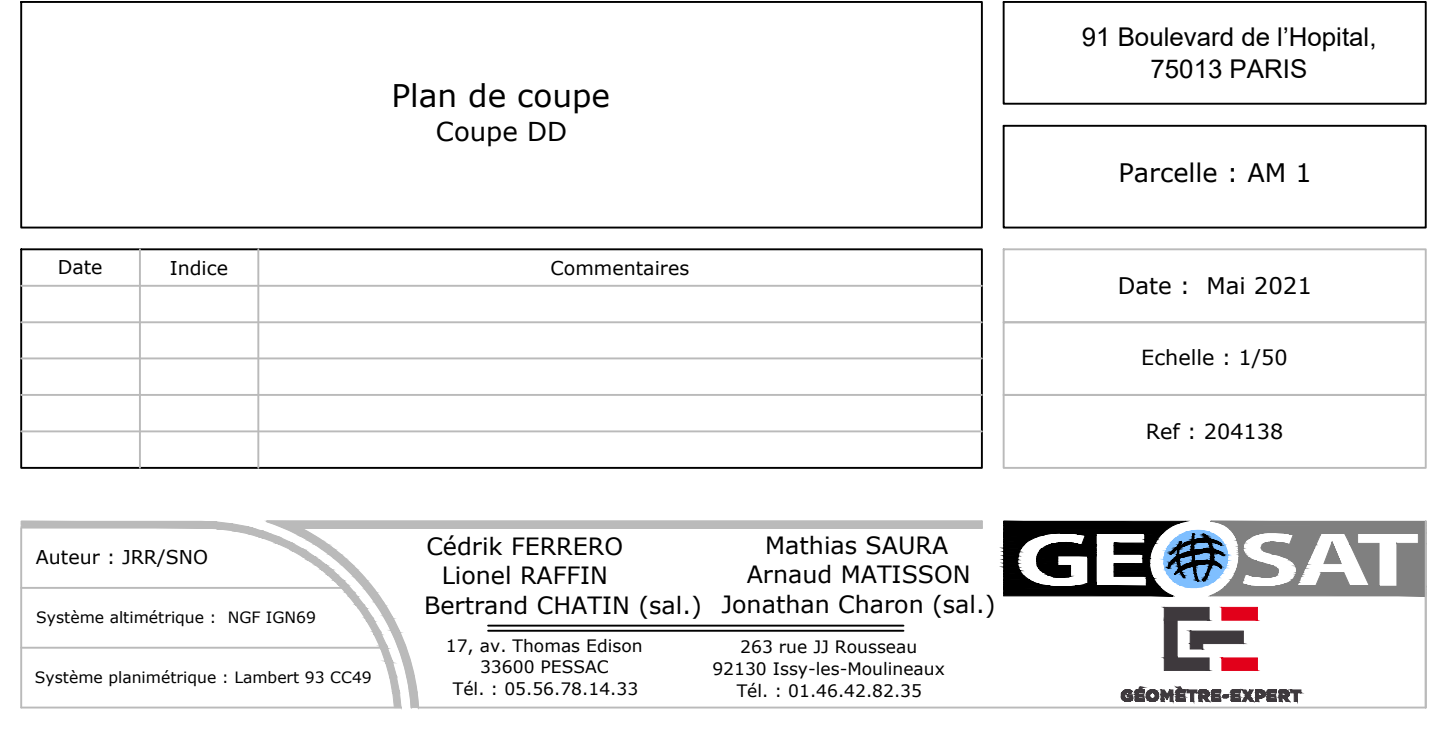 Plan de coupe
Coupe DD
91 Boulevard de l'Hopital,
75013 PARIS
Parcelle : AM 1
Date Indice Commentaires
Date : Mai 2021
Echelle : 1/50
Ref : 204138
Auteur : JRR/SNO
Système altimétrique : NGF IGN69
Système planimétrique : Lambert 93 CC49
Cédrik FERRERO
Lionel RAFFIN
Bertrand CHATIN (sal.)
17, av. Thomas Edison
33600 PESSAC
Tél. : 05.56.78.14.33
Mathias SAURA
Arnaud MATISSON
Jonathan Charon (sal.)
263 rue JJ Rousseau
92130 Issy-les-Moulineaux
Tél. : 01.46.42.82.35
GEOSAT
GÉOMÈTRE-EXPERT